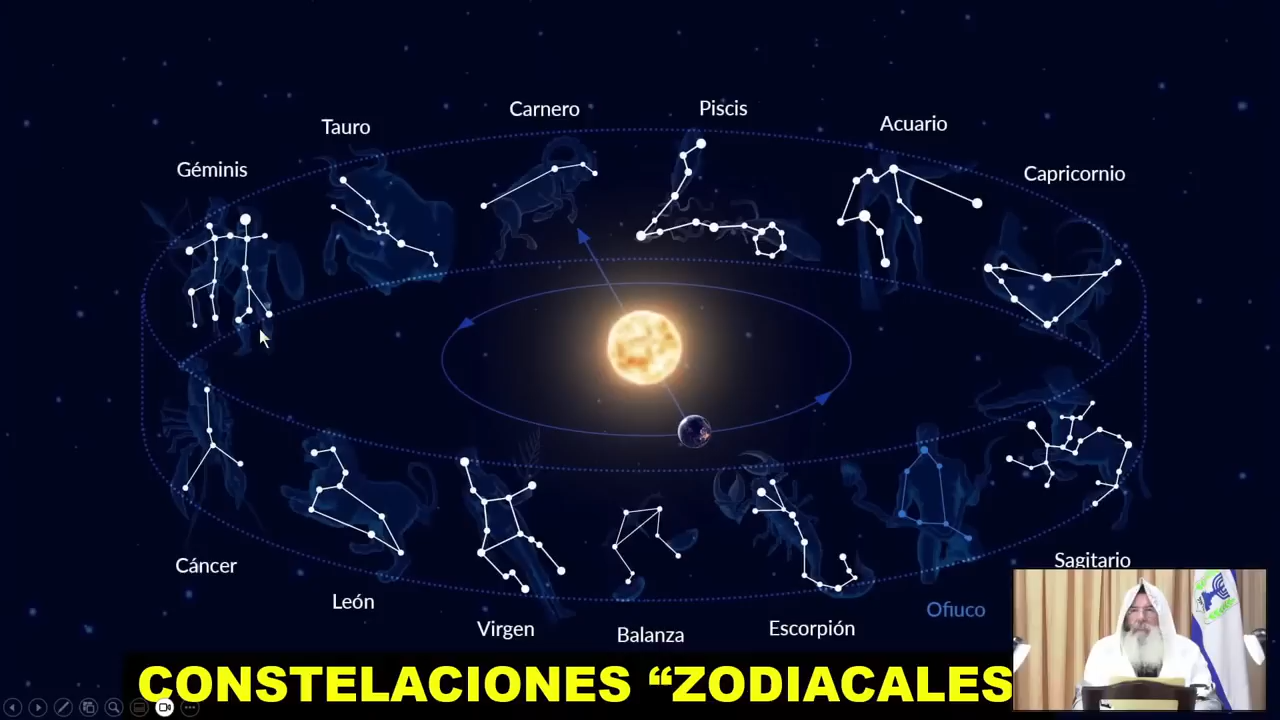 Carnero
Piscis
Tauro
Acuario
Géminis
Capricornio
Cáncer
Sagitario
León
Ofiuco
Virgen
Balanza
Escorpión
CONSTELACIONES “ZODIACALES